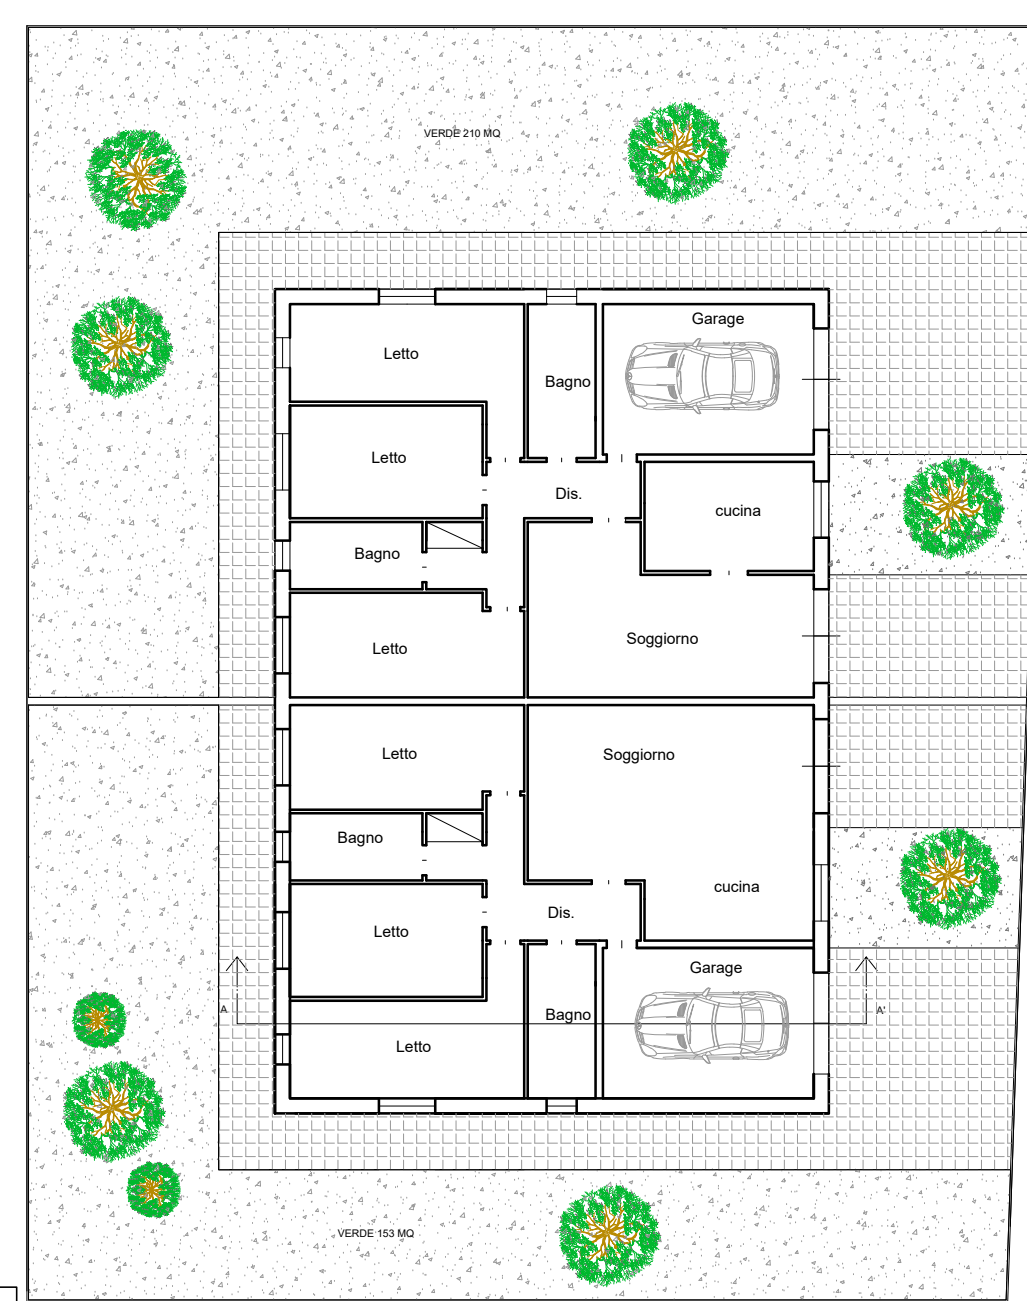 VERDE 210 MQ
Garage
Letto
Bagno
Letto
Dis.
cucina
Bagno
Soggiorno
Letto
Letto
Soggiorno
Bagno
cucina
Dis.
Letto
Garage
A
Bagno
A'
Letto
VERDE 153 MQ